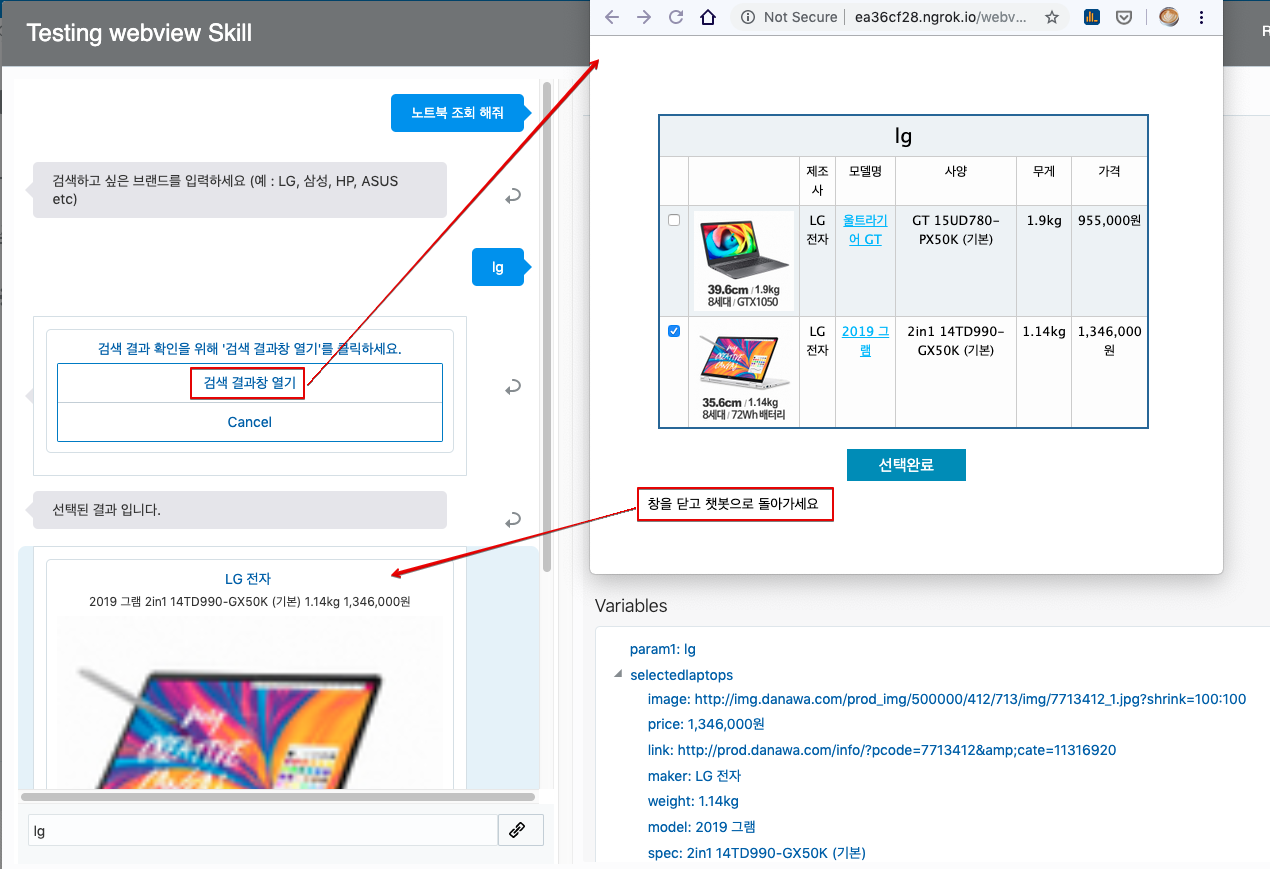 Testing webview Skill
Not Secure
ea36cf28.ngrok.io/webv...
R
노트북 조회 해줘
검색하고 싶은 브랜드를 입력하세요 (예 : LG, 삼성, HP, ASUS
etc)
lg
검색 결과 확인을 위해 '검색 결과창 열기'를 클릭하세요.
검색 결과창 열기
Cancel
선택된 결과 입니다.
LG 전자
2019 그램 2in1 14TD990-GX50K (기본) 1.14kg 1,346,000원
lg
lg
제조
사
모델명
사양
무게
가격
39.6cm / 1.9kg
8세대 / GTX1050
LG
전자
울트라기
어 GT
GT 15UD780-
PX50K (기본)
1.9kg
955,000원
35.6cm / 1.14kg
8세대 / 72Wh 배터리
LG
전자
2019 그
램
2in1 14TD990-
GX50K (기본)
1.14kg
1,346,000
원
선택완료
창을 닫고 챗봇으로 돌아가세요
Variables
param1: lg
selectedlaptops
image: http://img.danawa.com/prod_img/500000/412/713/img/7713412_1.jpg?shrink=100:100
price: 1,346,000원
link: http://prod.danawa.com/info/?pcode=7713412&amp;cate=11316920
maker: LG 전자
weight: 1.14kg
model: 2019 그램
spec: 2in1 14TD990-GX50K (기본)